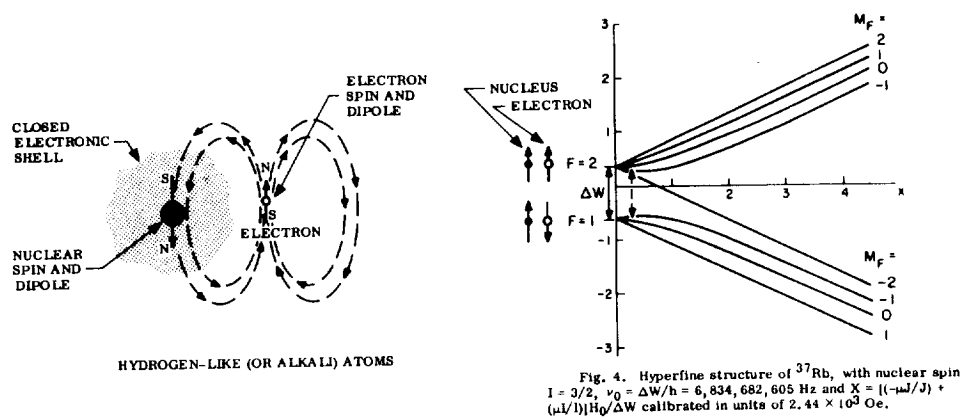 CLOSED
ELECTRONIC
SHELL
S
N
NUCLEAR
SPIN AND
DIPOLE
ELECTRON
SPIN AND
DIPOLE
N
S
ELECTRON
HYDROGEN-LIKE (OR ALKALI) ATOMS
NUCLEUS
ELECTRON
F = 2
ΔW
F = 1
3
2
1
-1
-2
-3
2
3
4
x
M_F =
2
1
0
-1
M_F =
-2
-1
0
1
Fig. 4. Hyperfine structure of ³⁷Rb, with nuclear spin
I = 3/2, ν₀ = ΔW/h = 6,834,682,605 Hz and X = |(-μJ/J) +
(μI/I)|H₀/ΔW calibrated in units of 2.44 × 10³ Oe.